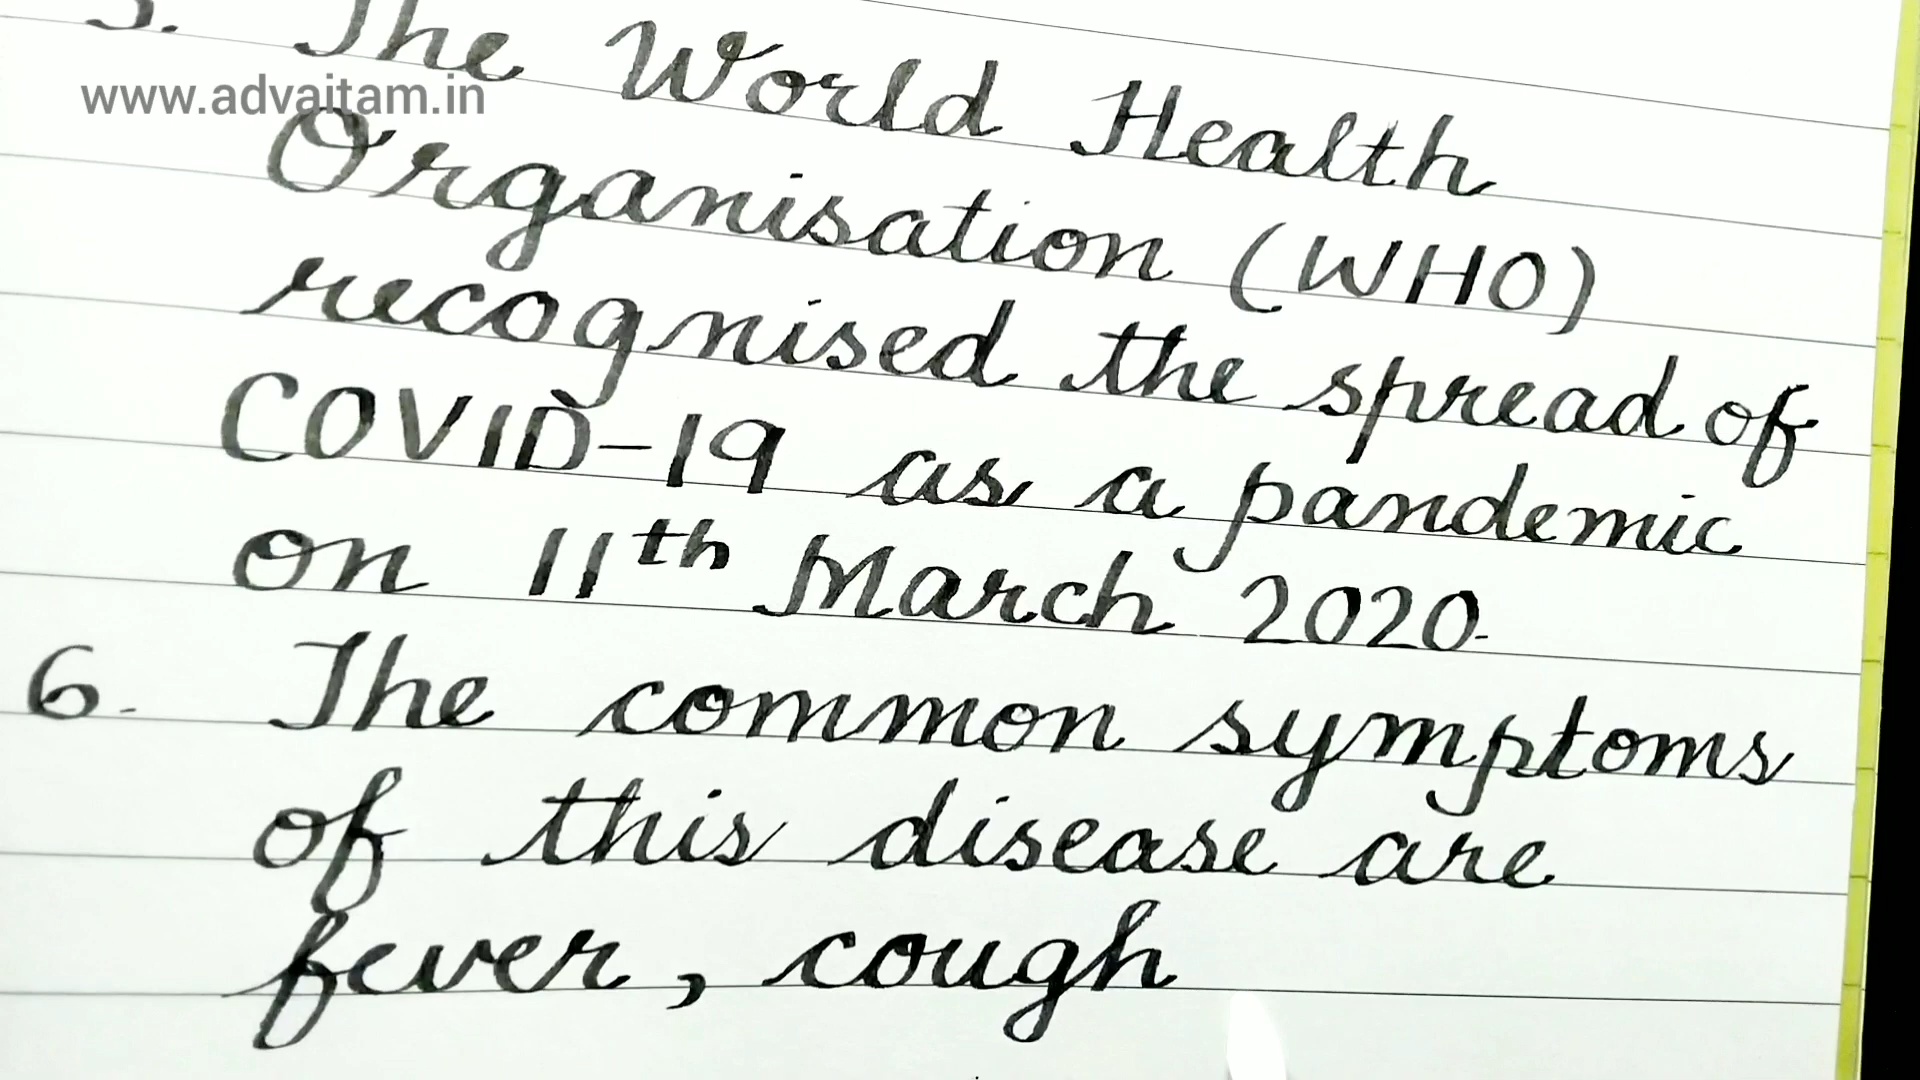 5. The World Health
www.advaitam.in
Organisation (WHO)
recognised the spread of
COVID-19 as a pandemic
on 11th March 2020.
6. The common symptoms
of this disease are
fever, cough